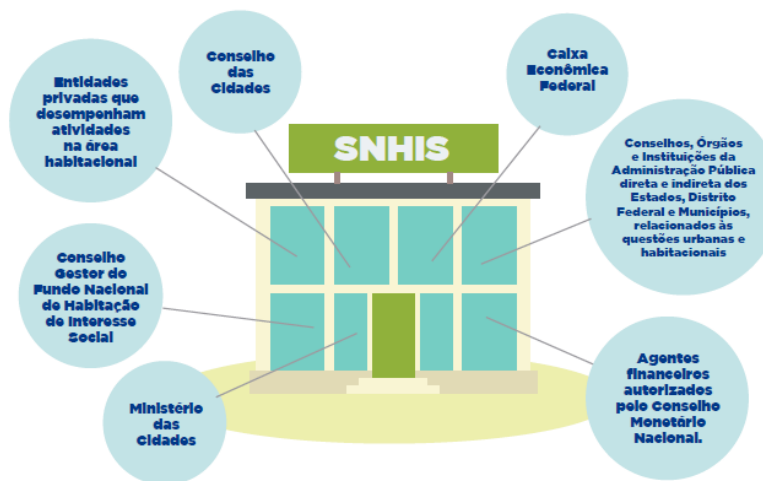 Entidades
privadas que
desempenham
atividades
na área
habitacional
Conselho
das
Cidades
Caixa
Econômica
Federal
SNHIS
Conselhos, Órgãos
e Instituições da
Administração Pública
direta e indireta dos
Estados, Distrito
Federal e Municípios,
relacionados às
questões urbanas e
habitacionais
Conselho
Gestor do
Fundo Nacional
de Habitação
de Interesse
Social
Ministério
das
Cidades
Agentes
financeiros
autorizados
pelo Conselho
Monetário
Nacional.